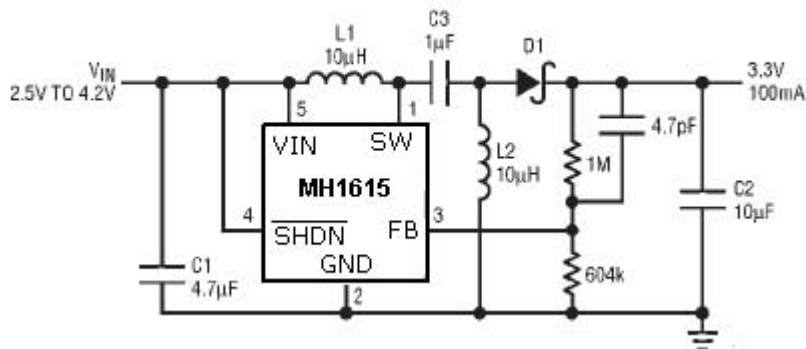 VIN
2.5V TO 4.2V
L1
10μH
C3
1μF
D1
3.3V
100mA
5
1
VIN
SW
MH1615
L2
10μH
1M
4.7pF
4
SHDN
FB
3
GND
2
C1
4.7μF
604k
C2
10μF